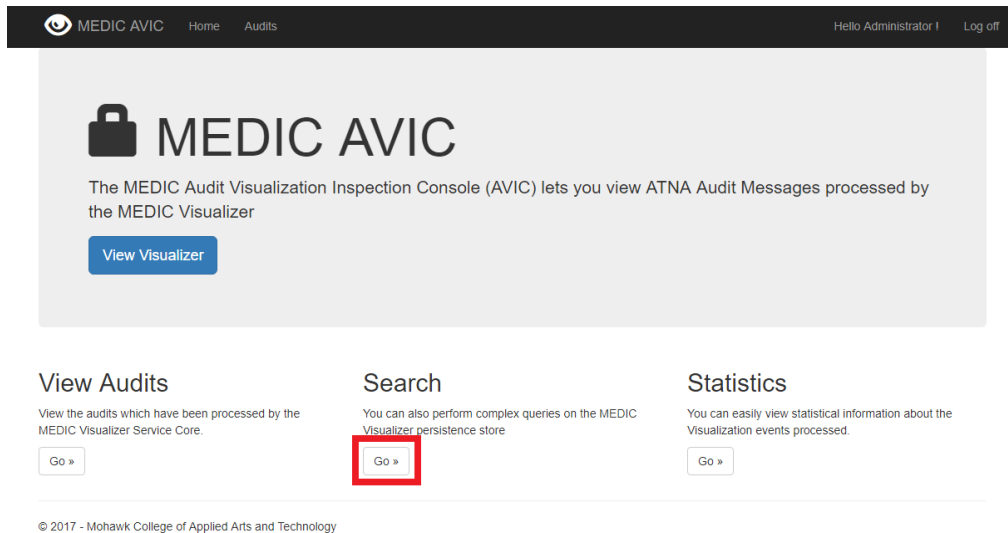 MEDIC AVIC Home Audits Hello Administrator ! Log off
MEDIC AVIC
The MEDIC Audit Visualization Inspection Console (AVIC) lets you view ATNA Audit Messages processed by
the MEDIC Visualizer
View Visualizer
View Audits
View the audits which have been processed by the
MEDIC Visualizer Service Core.
Go »
Search
You can also perform complex queries on the MEDIC
Visualizer persistence store
Go »
Statistics
You can easily view statistical information about the
Visualization events processed.
Go »
© 2017 - Mohawk College of Applied Arts and Technology